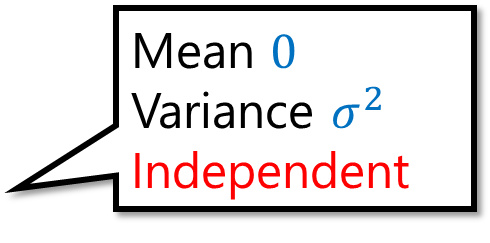 Mean 0
Variance σ²
Independent